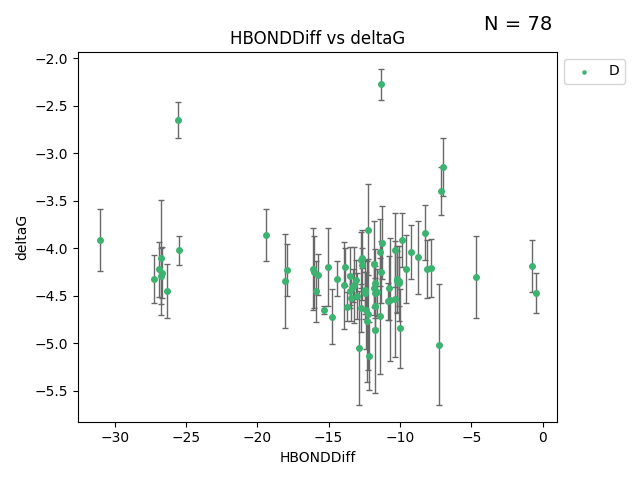 N = 78
HBONDDiff vs deltaG
D
deltaG
−2.0
−2.5
−3.0
−3.5
−4.0
−4.5
−5.0
−5.5
−30 −25 −20 −15 −10 −5 0
HBONDDiff